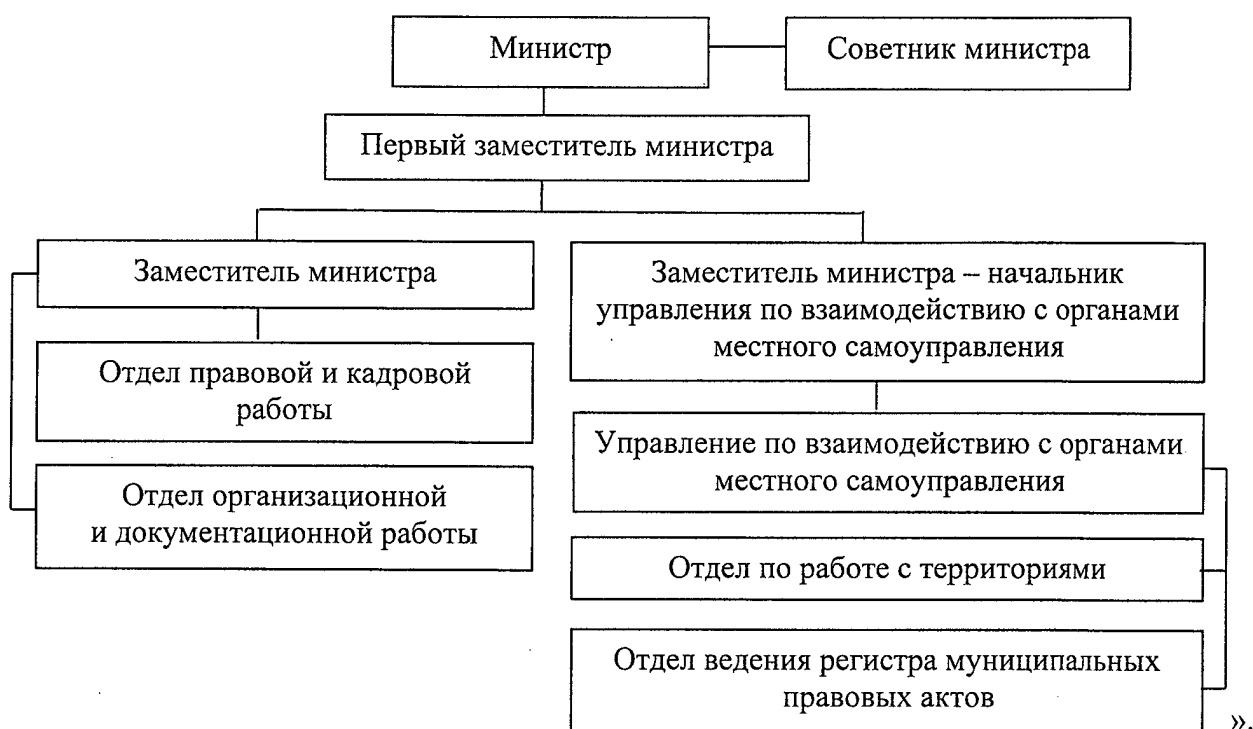 Министр
Советник министра
Первый заместитель министра
Заместитель министра
Отдел правовой и кадровой
работы
Отдел организационной
и документационной работы
Заместитель министра – начальник
управления по взаимодействию с органами
местного самоуправления
Управление по взаимодействию с органами
местного самоуправления
Отдел по работе с территориями
Отдел ведения регистра муниципальных
правовых актов
».